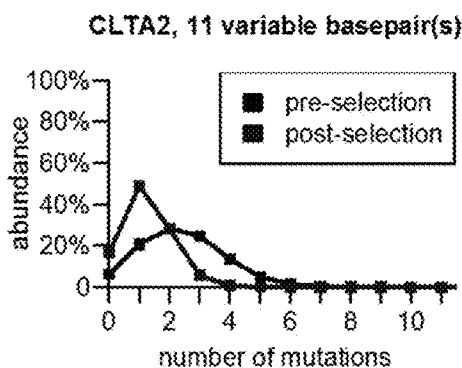 CLTA2, 11 variable basepair(s)
100%
80%
60%
40%
20%
0
abundance
pre-selection
post-selection
0 2 4 6 8 10
number of mutations